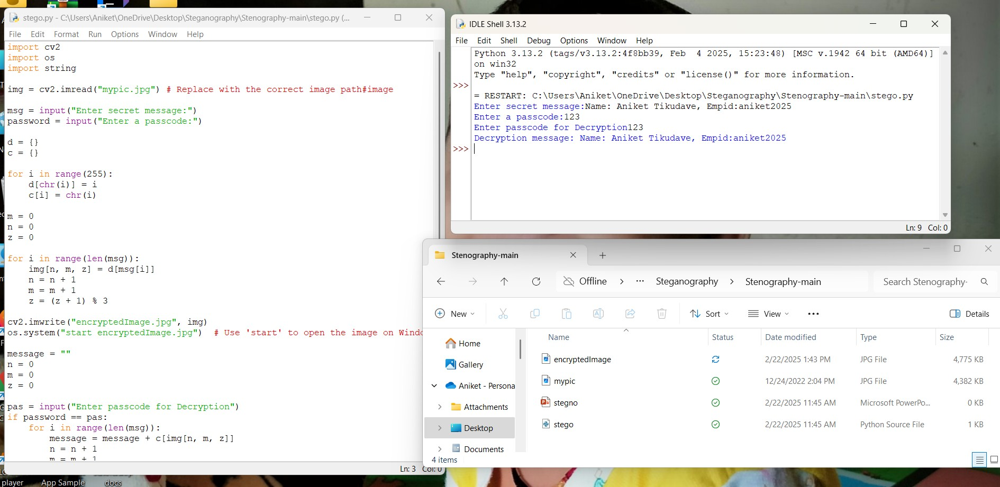 stego.py - C:\Users\Aniket\OneDrive\Desktop\Steganography\Stenography-main\stego.py (...
File Edit Format Run Options Window Help
import cv2
import os
import string
img = cv2.imread("mypic.jpg") # Replace with the correct image path#image
msg = input("Enter secret message:")
password = input("Enter a passcode:")
d = {}
c = {}
for i in range(255):
    d[chr(i)] = i
    c[i] = chr(i)
m = 0
n = 0
z = 0
for i in range(len(msg)):
    img[n, m, z] = d[msg[i]]
    n = n + 1
    m = m + 1
    z = (z + 1) % 3
cv2.imwrite("encryptedImage.jpg", img)
os.system("start encryptedImage.jpg")  # Use 'start' to open the image on Windo
message = ""
n = 0
m = 0
z = 0
pas = input("Enter passcode for Decryption")
if password == pas:
    for i in range(len(msg)):
        message = message + c[img[n, m, z]]
        n = n + 1
        m = m + 1
Ln: 3 Col: 0
IDLE Shell 3.13.2
File Edit Shell Debug Options Window Help
Python 3.13.2 (tags/v3.13.2:4f8bb39, Feb  4 2025, 15:23:48) [MSC v.1942 64 bit (AMD64)]
on win32
Type "help", "copyright", "credits" or "license()" for more information.
>>>
= RESTART: C:\Users\Aniket\OneDrive\Desktop\Steganography\Stenography-main\stego.py
Enter secret message:Name: Aniket Tikudave, Empid:aniket2025
Enter a passcode:123
Enter passcode for Decryption123
Decryption message: Name: Aniket Tikudave, Empid:aniket2025
>>>
Ln: 9 Col: 0
Stenography-main
Offline > ... Steganography > Stenography-main
Search Stenography-
New Sort View ... Details
Home
Gallery
Aniket - Persona
Attachments
Desktop
Documents
Name Status Date modified Type Size
encryptedImage 2/22/2025 1:43 PM JPG File 4,775 KB
mypic 12/24/2022 2:04 PM JPG File 4,382 KB
stegno 2/22/2025 11:45 AM Microsoft PowerPo... 0 KB
stego 2/22/2025 11:45 AM Python Source File 1 KB
4 items
player App Sample docs